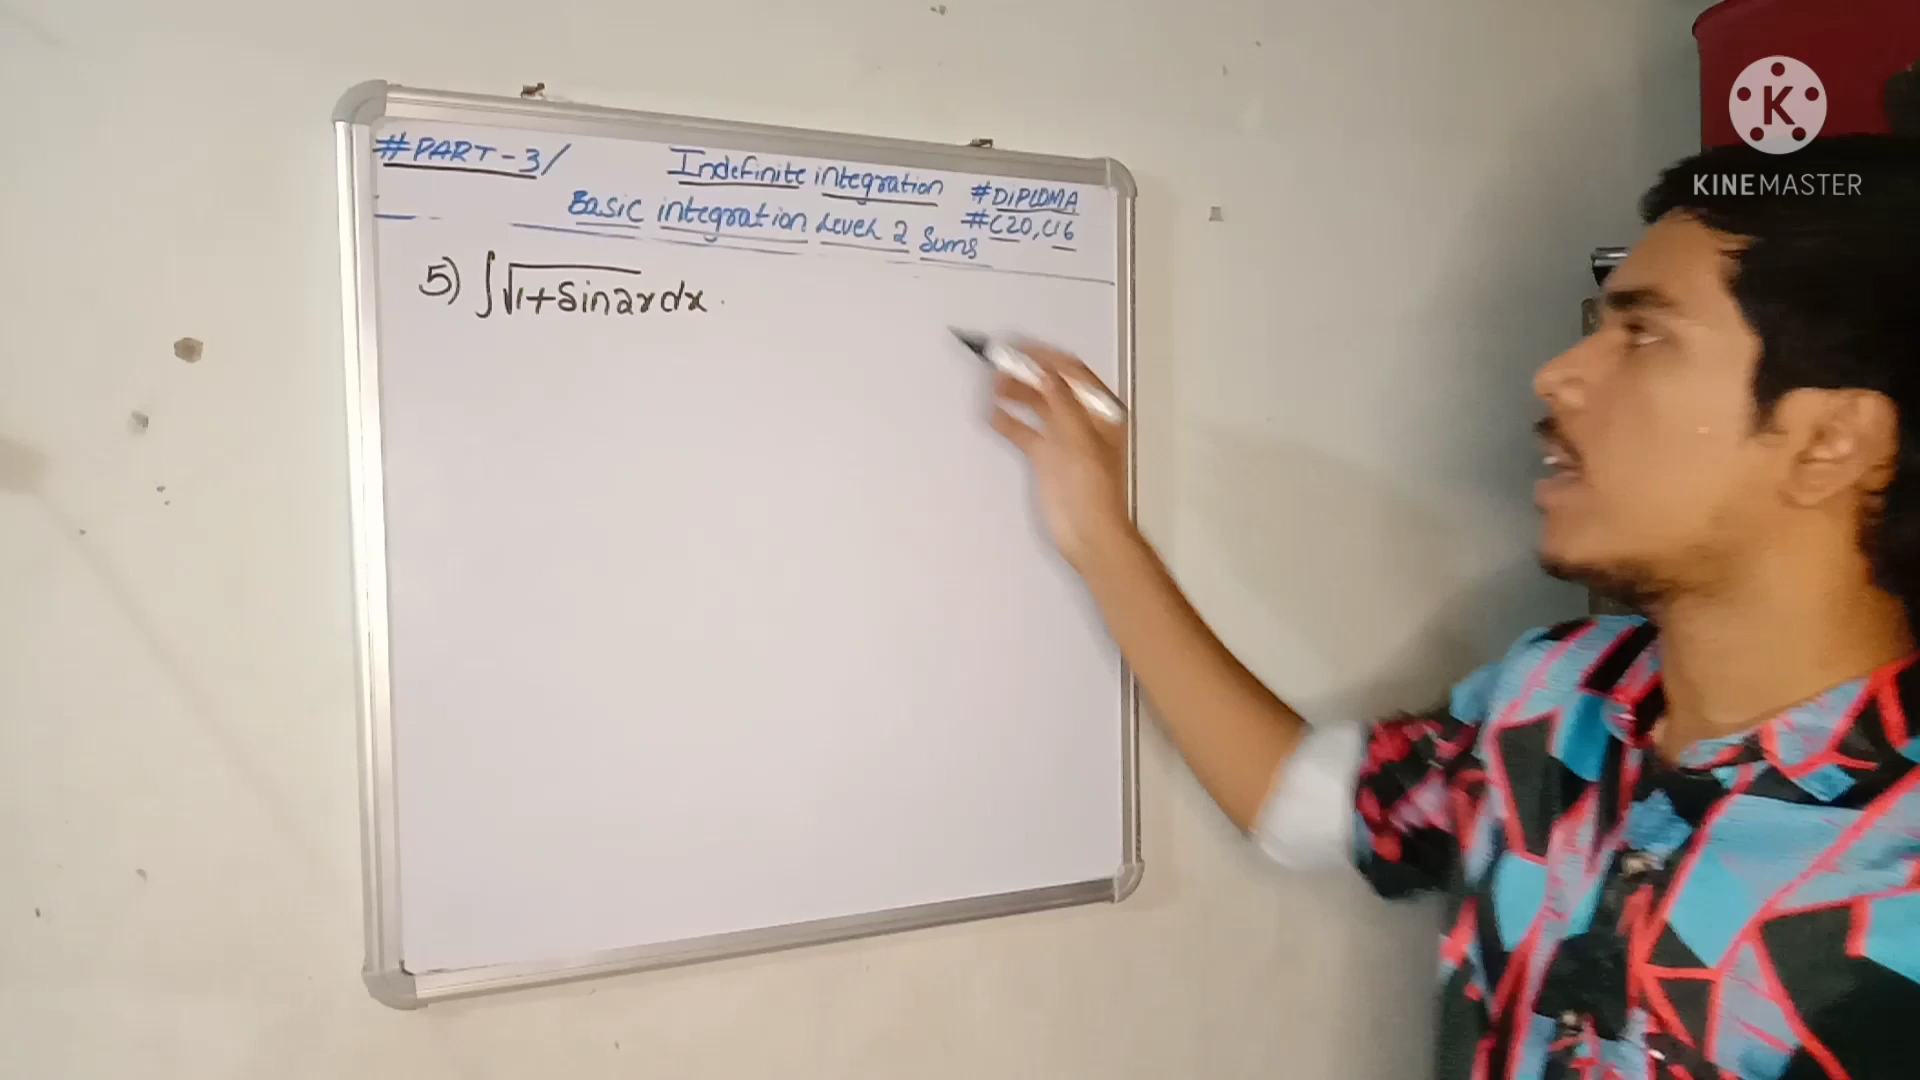 #PART-3/
Indefinite integration #DiPLOMA
Basic integration Level 2 Sums #C20, C16
5) ∫√1+Sin2x dx.
KINEMASTER